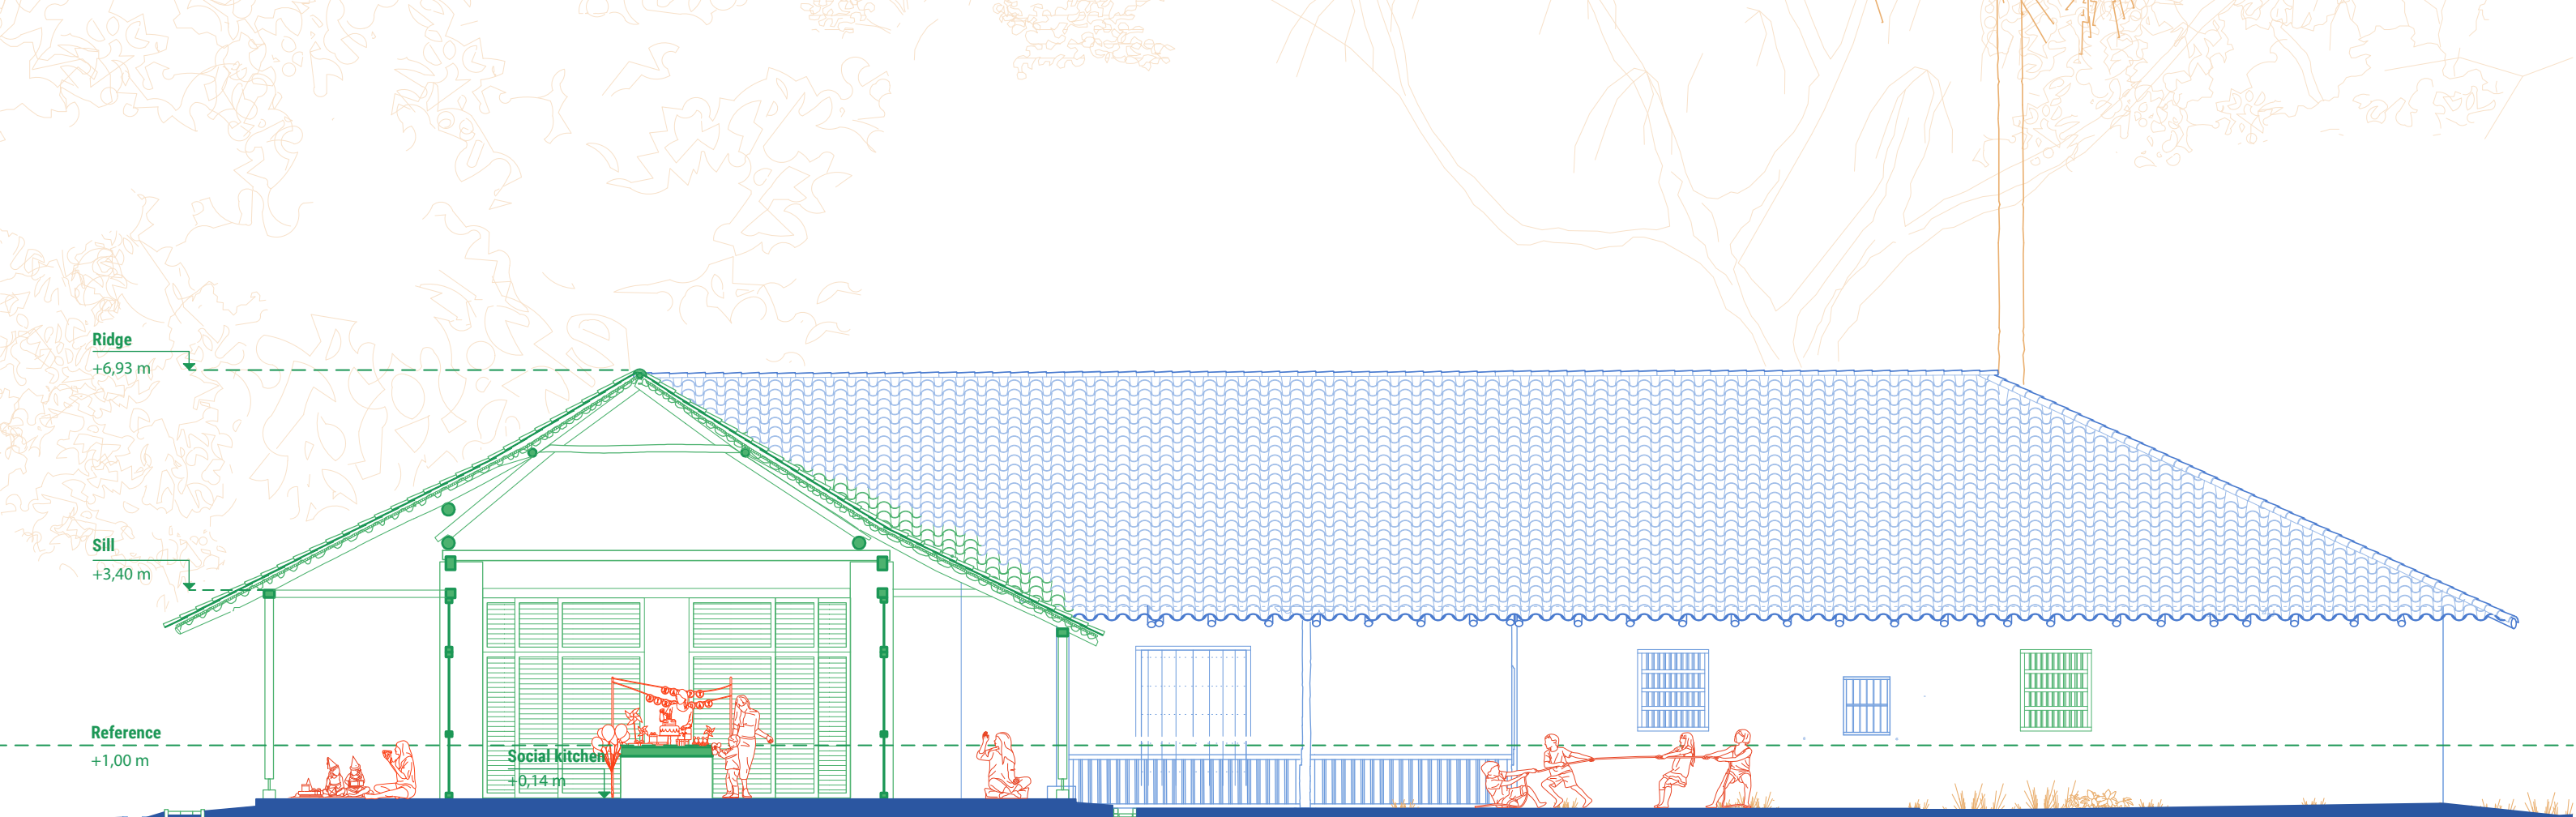 Ridge
+6,93 m
Sill
+3,40 m
Reference
+1,00 m
Social kitchen
+0,14 m